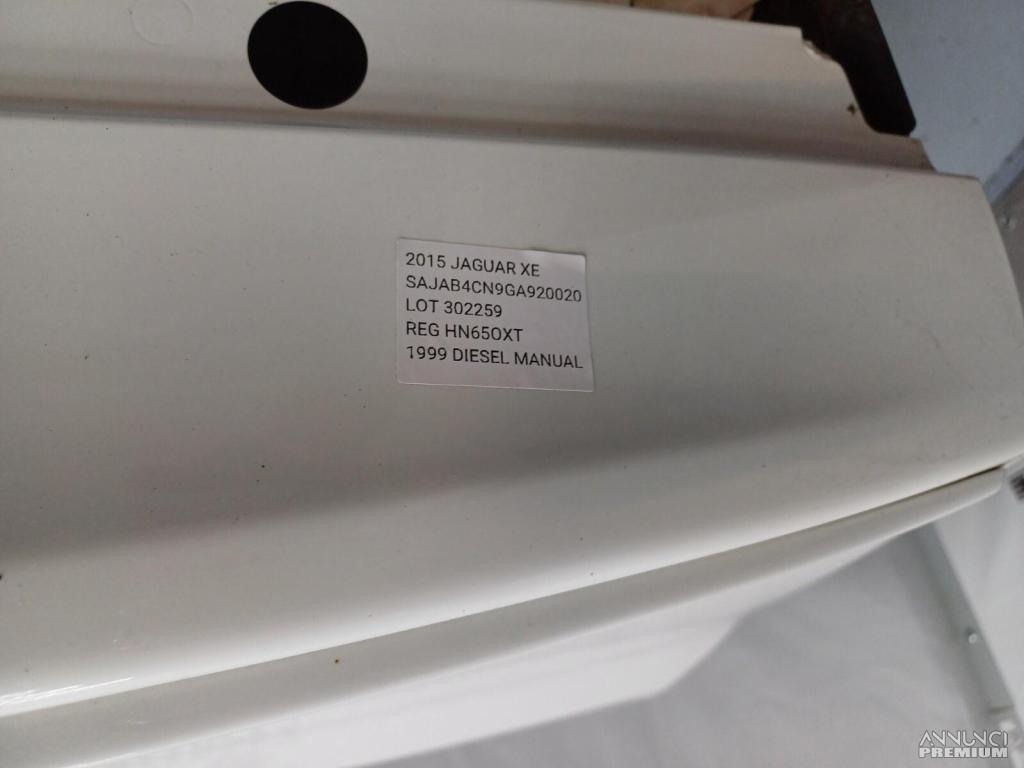 2015 JAGUAR XE
SAJAB4CN9GA920020
LOT 302259
REG HN65OXT
1999 DIESEL MANUAL
ANNUNCI
PREMIUM